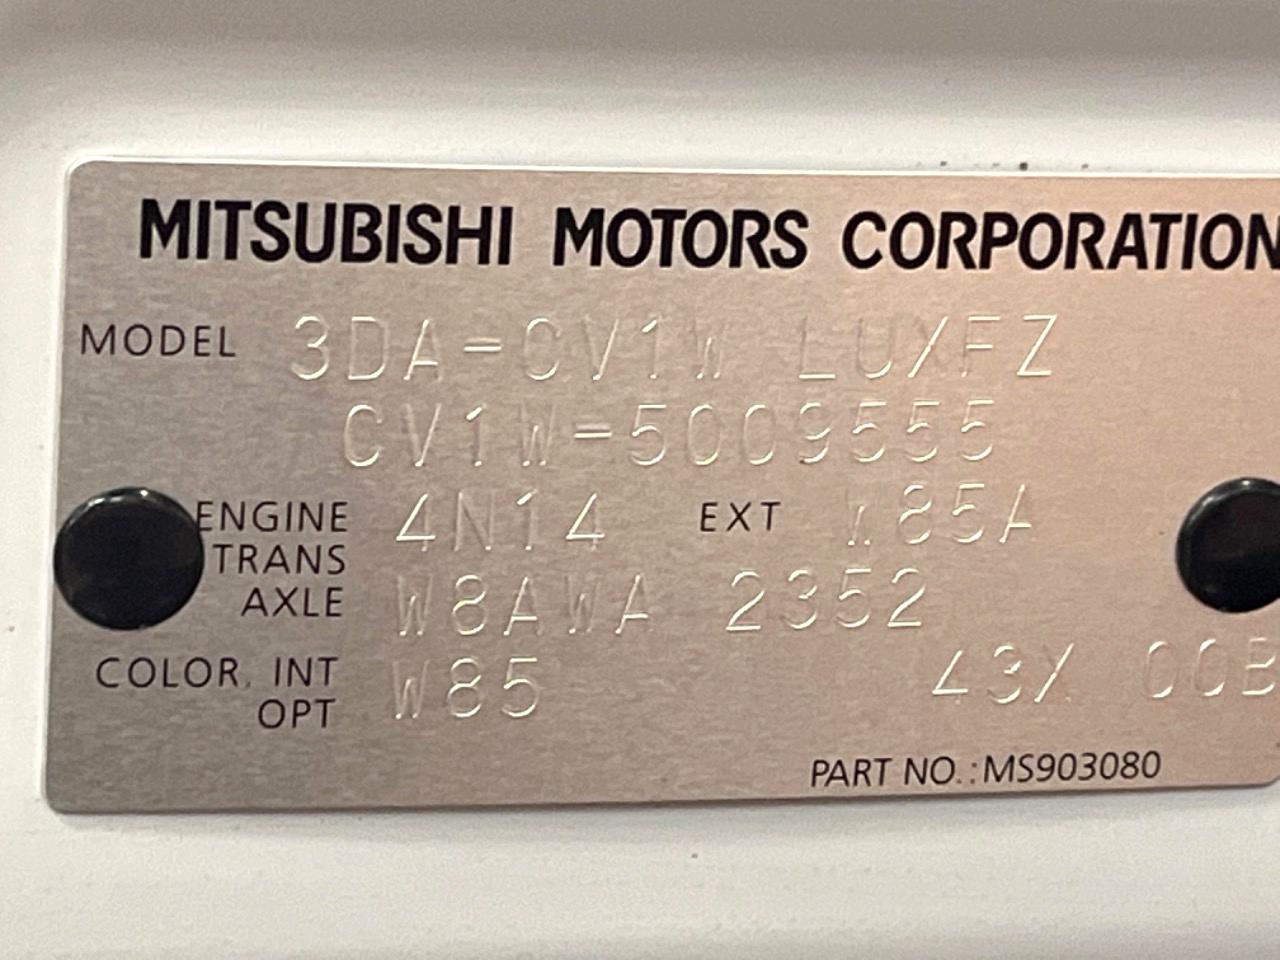 MITSUBISHI MOTORS CORPORATION
MODEL 3DA-CV1W LUXFZ
CV1W-5009555
ENGINE 4N14 EXT W85A
TRANS
AXLE W8AWA 2352
COLOR, INT W85 43X 00B
OPT
PART NO.:MS903080